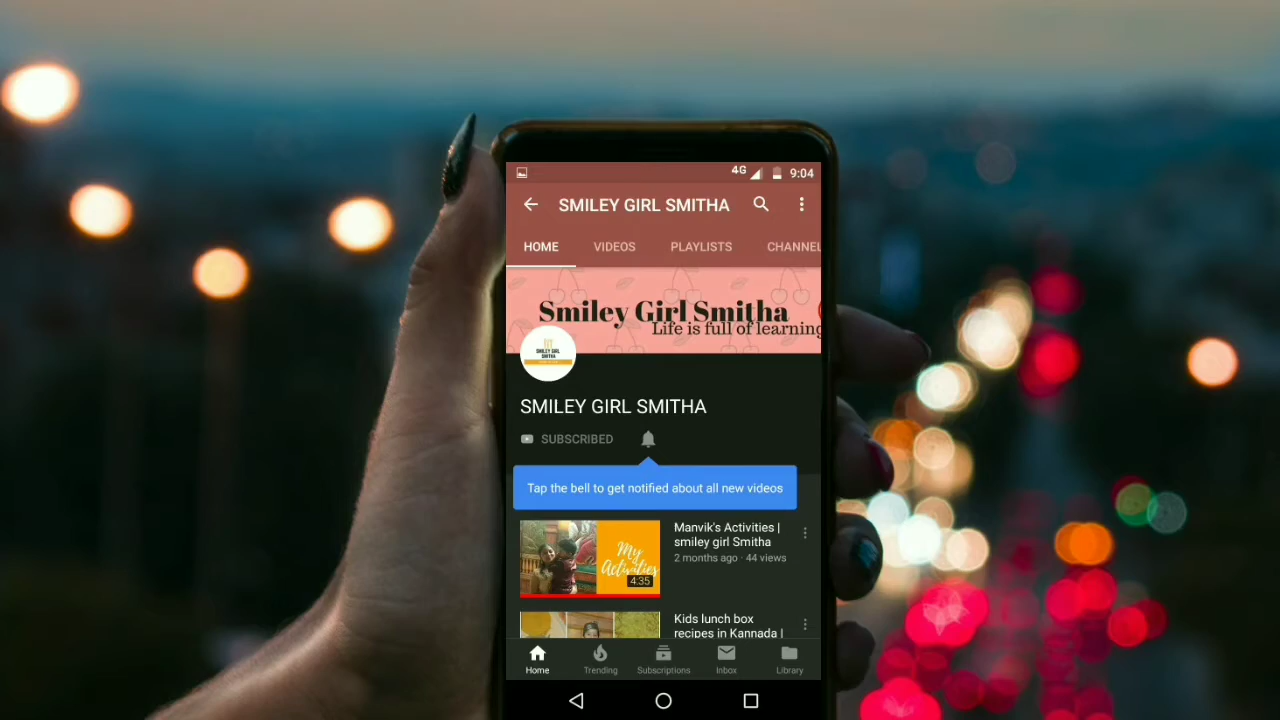 4G 9:04
SMILEY GIRL SMITHA
HOME VIDEOS PLAYLISTS CHANNEL
Smiley Girl Smitha
Life is full of learning
SMILEY GIRL
SMITHA
SMILEY GIRL SMITHA
SUBSCRIBED
Tap the bell to get notified about all new videos
My
Activities
4:35
Manvik's Activities |
smiley girl Smitha
2 months ago · 44 views
Kids lunch box
recipes in Kannada |
Home Trending Subscriptions Inbox Library